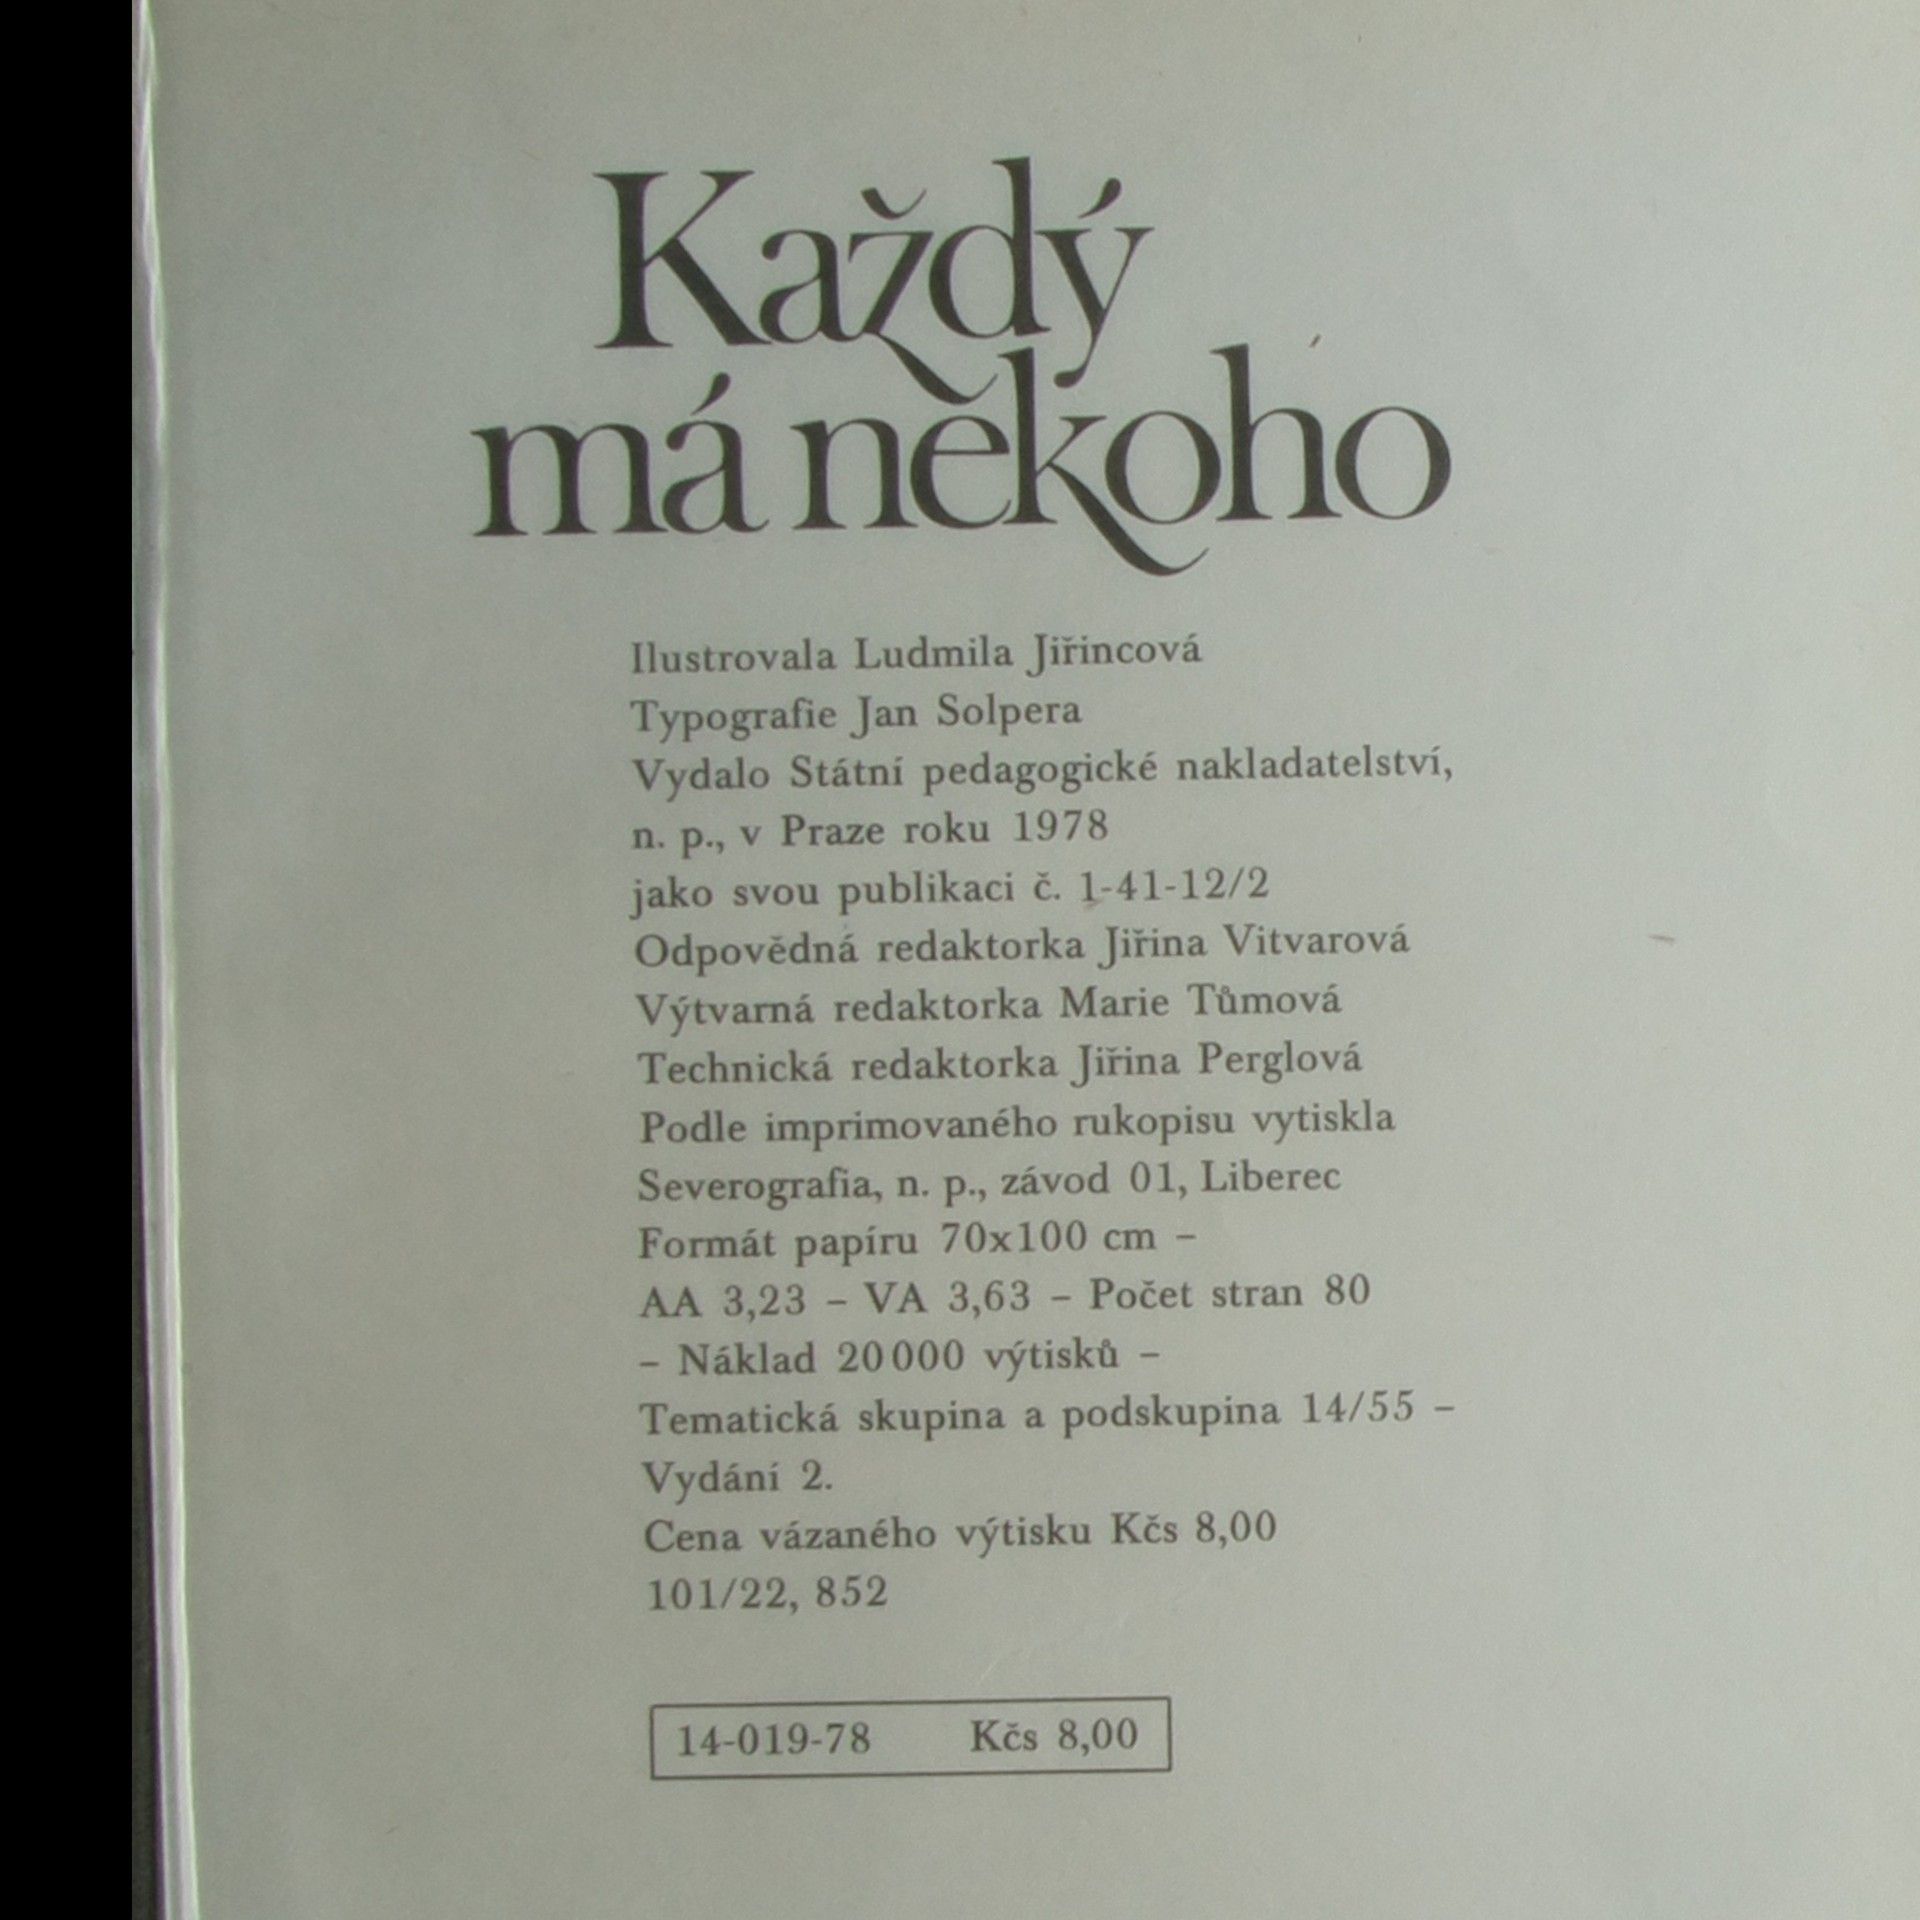 Každý
má někoho
Ilustrovala Ludmila Jiřincová
Typografie Jan Solpera
Vydalo Státní pedagogické nakladatelství,
n. p., v Praze roku 1978
jako svou publikaci č. 1-41-12/2
Odpovědná redaktorka Jiřina Vitvarová
Výtvarná redaktorka Marie Tůmová
Technická redaktorka Jiřina Perglová
Podle imprimovaného rukopisu vytiskla
Severografia, n. p., závod 01, Liberec
Formát papíru 70x100 cm –
AA 3,23 – VA 3,63 – Počet stran 80
– Náklad 20 000 výtisků –
Tematická skupina a podskupina 14/55 –
Vydání 2.
Cena vázaného výtisku Kčs 8,00
101/22, 852
14-019-78 Kčs 8,00